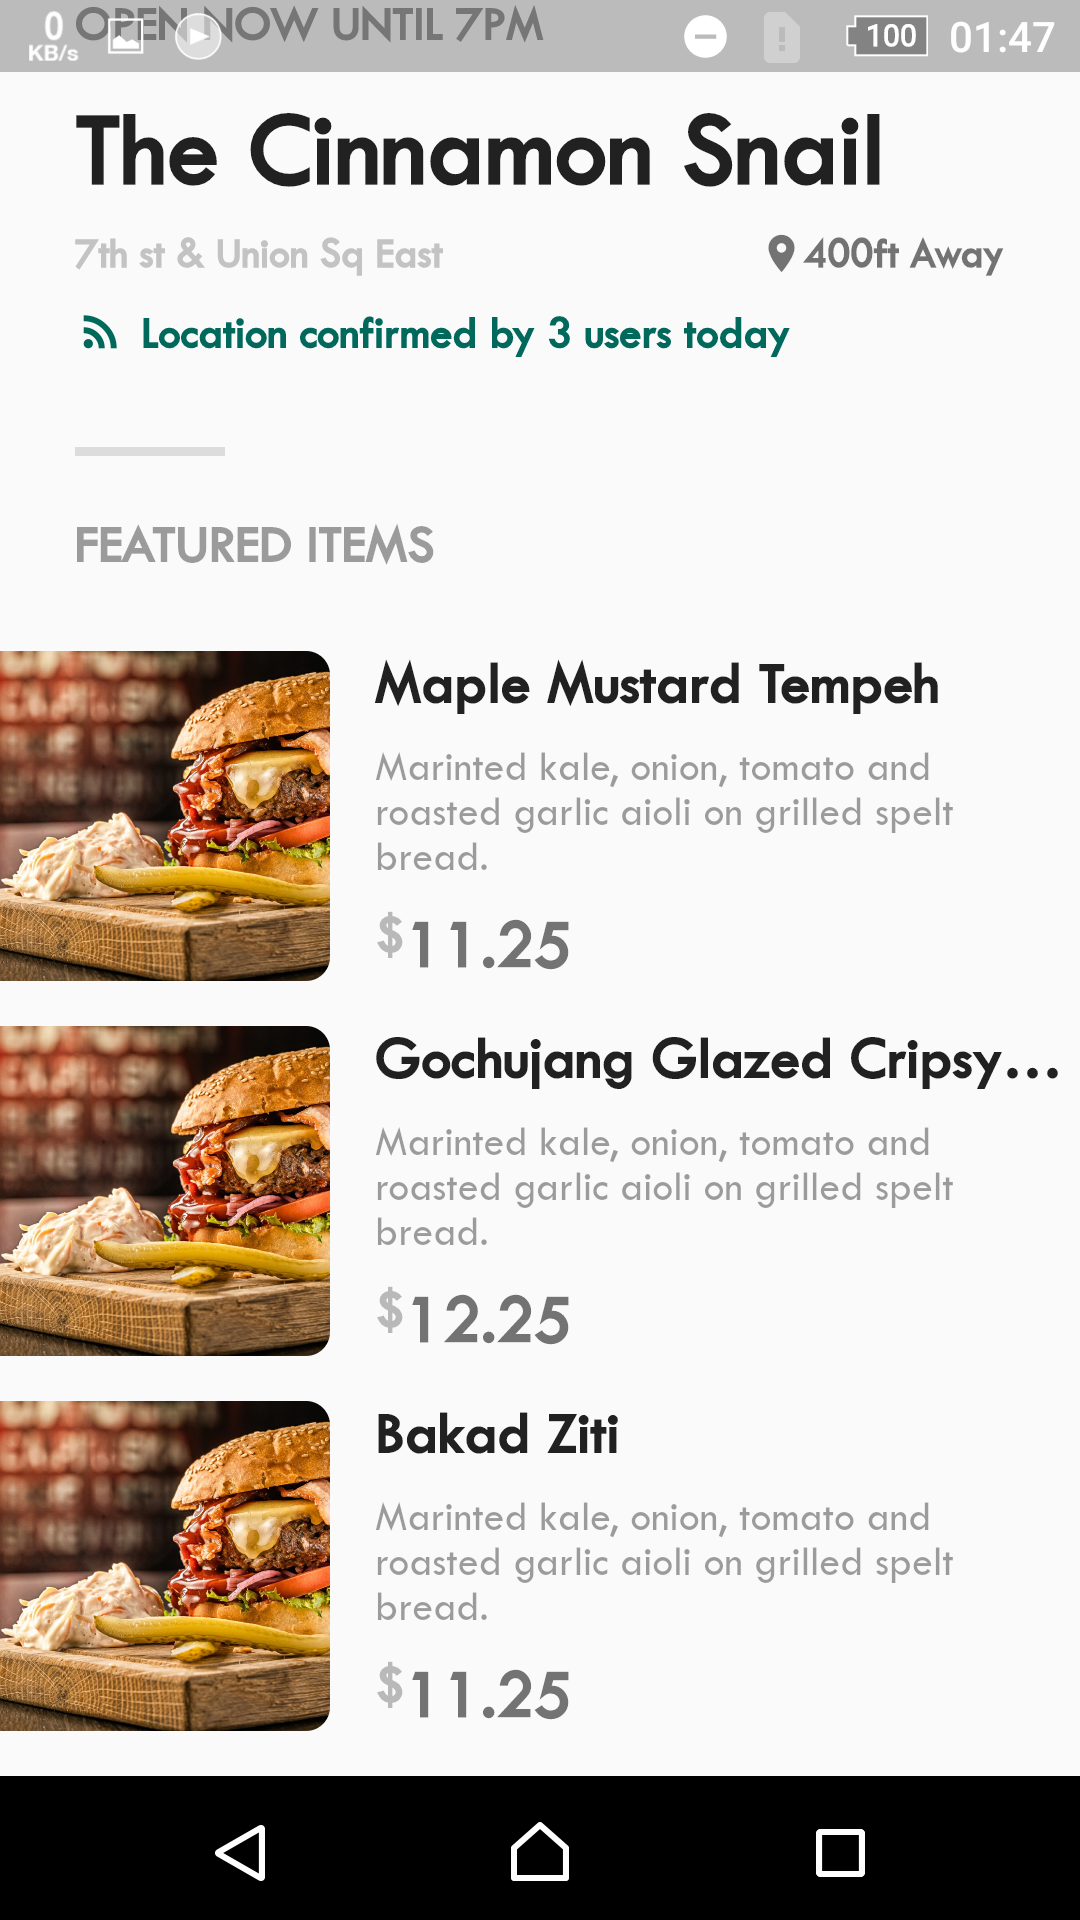 OPEN NOW UNTIL 7PM
0
KB/s
100
01:47
The Cinnamon Snail
7th st & Union Sq East
400ft Away
Location confirmed by 3 users today
FEATURED ITEMS
Maple Mustard Tempeh
Marinted kale, onion, tomato and
roasted garlic aioli on grilled spelt
bread.
$11.25
Gochujang Glazed Cripsy...
Marinted kale, onion, tomato and
roasted garlic aioli on grilled spelt
bread.
$12.25
Bakad Ziti
Marinted kale, onion, tomato and
roasted garlic aioli on grilled spelt
bread.
$11.25